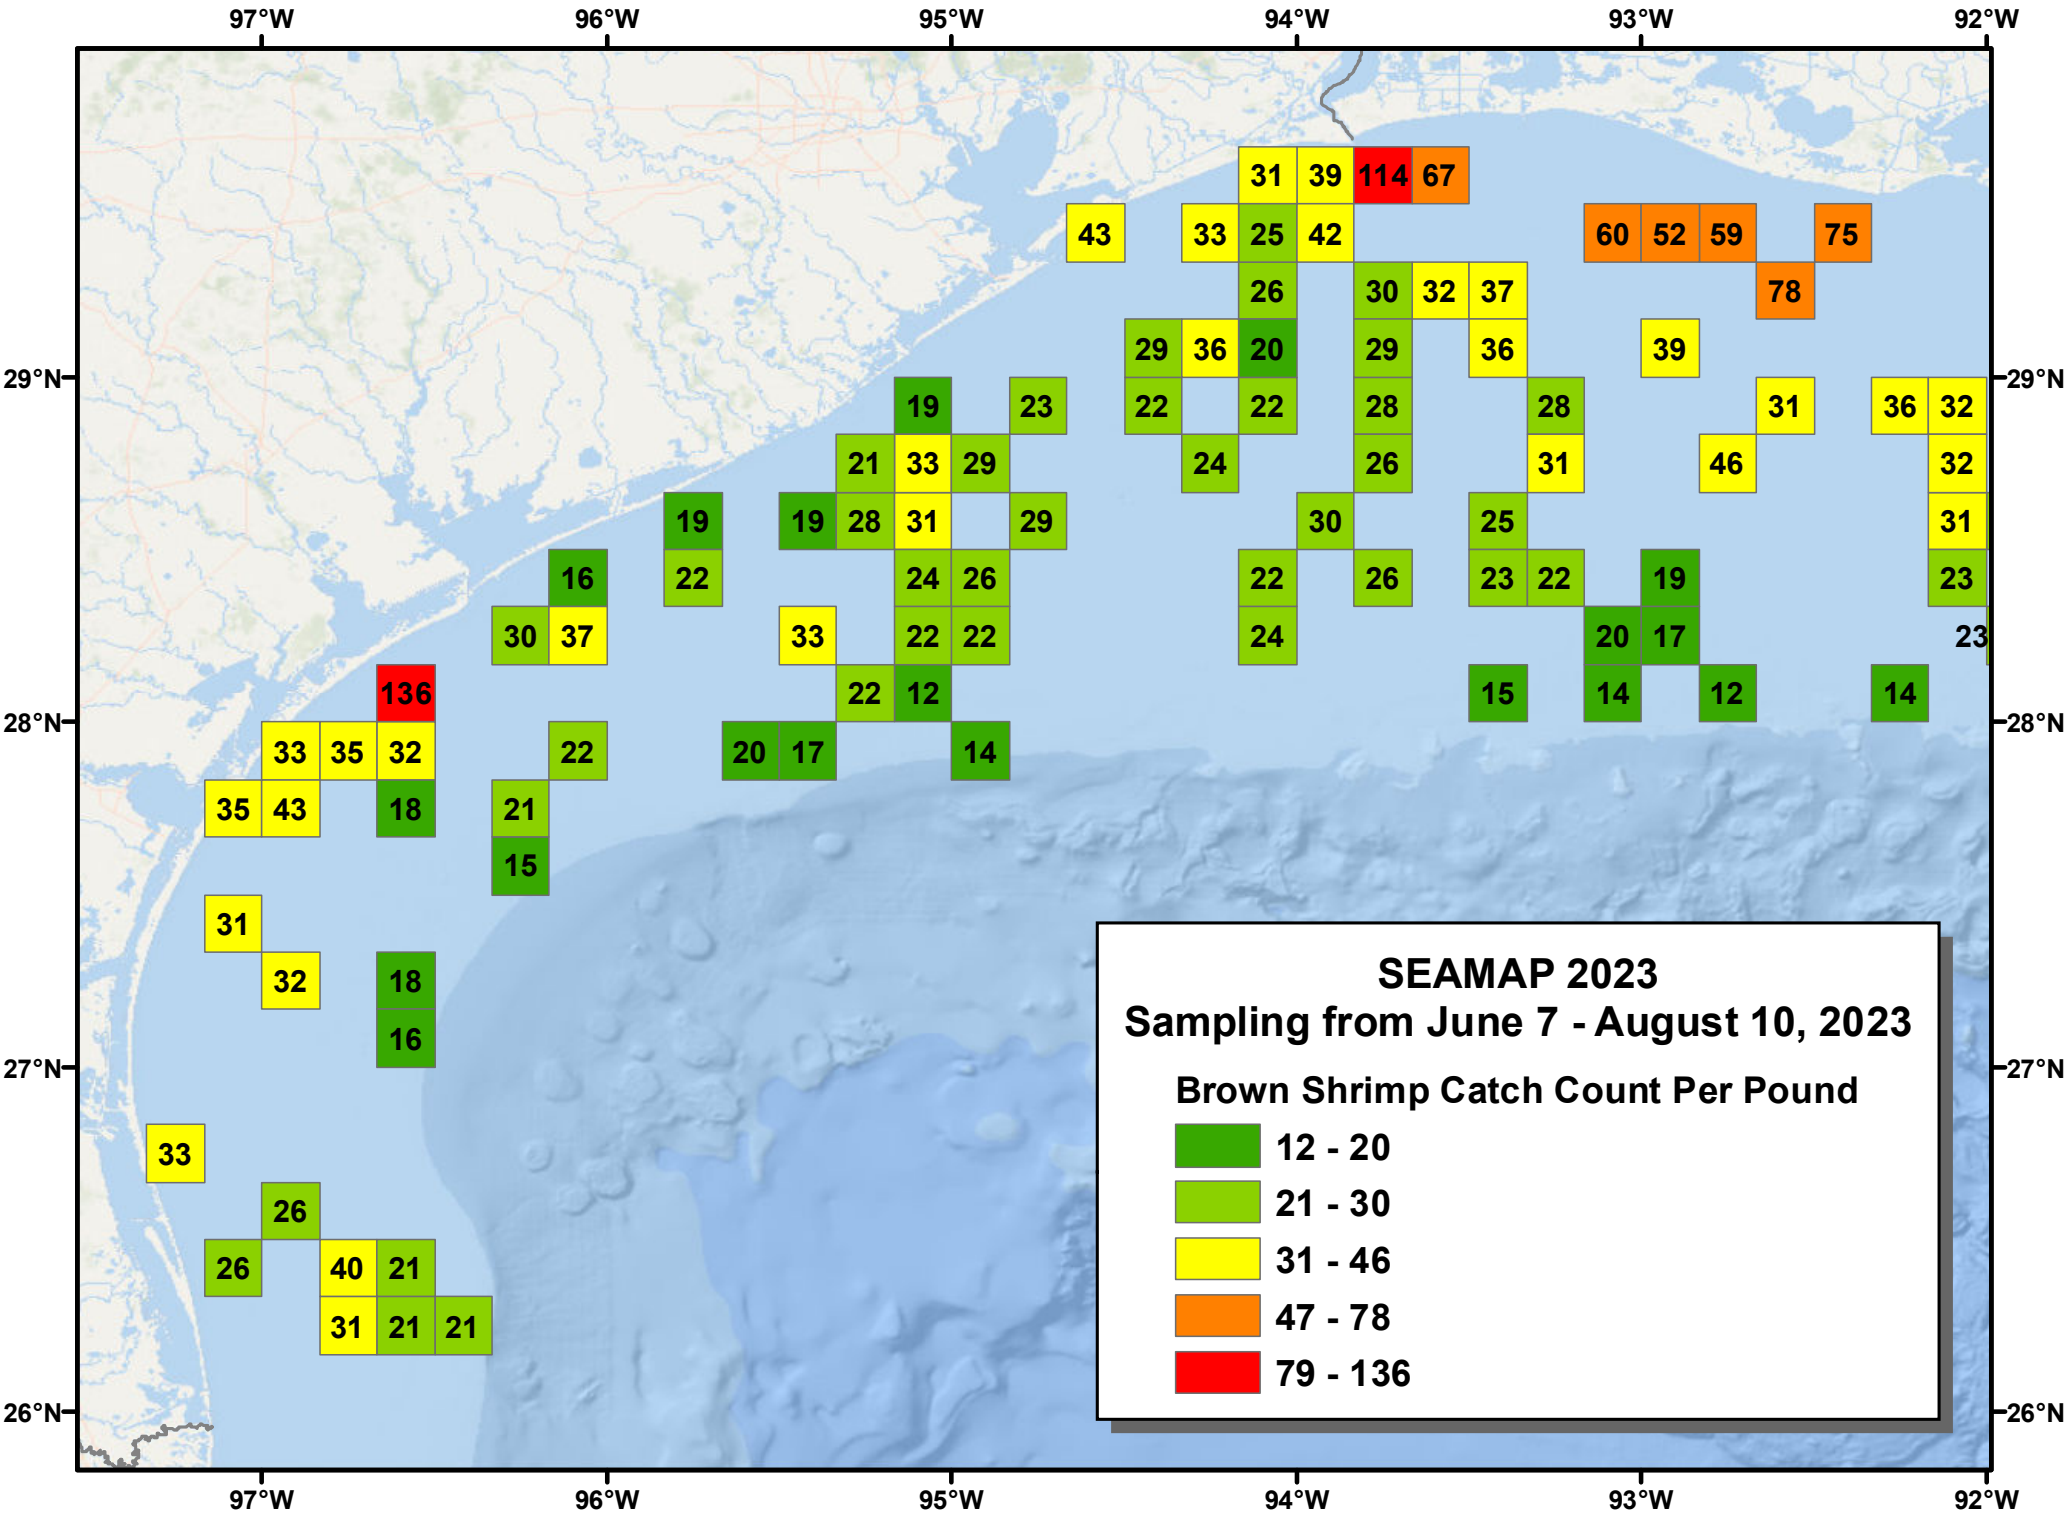 97°W 96°W 95°W 94°W 93°W 92°W
31 39 114 67
43 33 25 42 60 52 59 75
26 30 32 37 78
29 36 20 29 36 39
29°N 29°N
19 23 22 22 28 28 31 36 32
21 33 29 24 26 31 46 32
19 19 28 31 29 30 25 31
16 22 24 26 22 26 23 22 19 23
30 37 33 22 22 24 20 17 23
136 22 12 15 14 12 14
28°N 28°N
33 35 32 22 20 17 14
35 43 18 21
15
31
32 18
16
27°N 27°N
33
26
26 40 21
31 21 21
26°N 26°N
SEAMAP 2023
Sampling from June 7 - August 10, 2023
Brown Shrimp Catch Count Per Pound
12 - 20
21 - 30
31 - 46
47 - 78
79 - 136
97°W 96°W 95°W 94°W 93°W 92°W